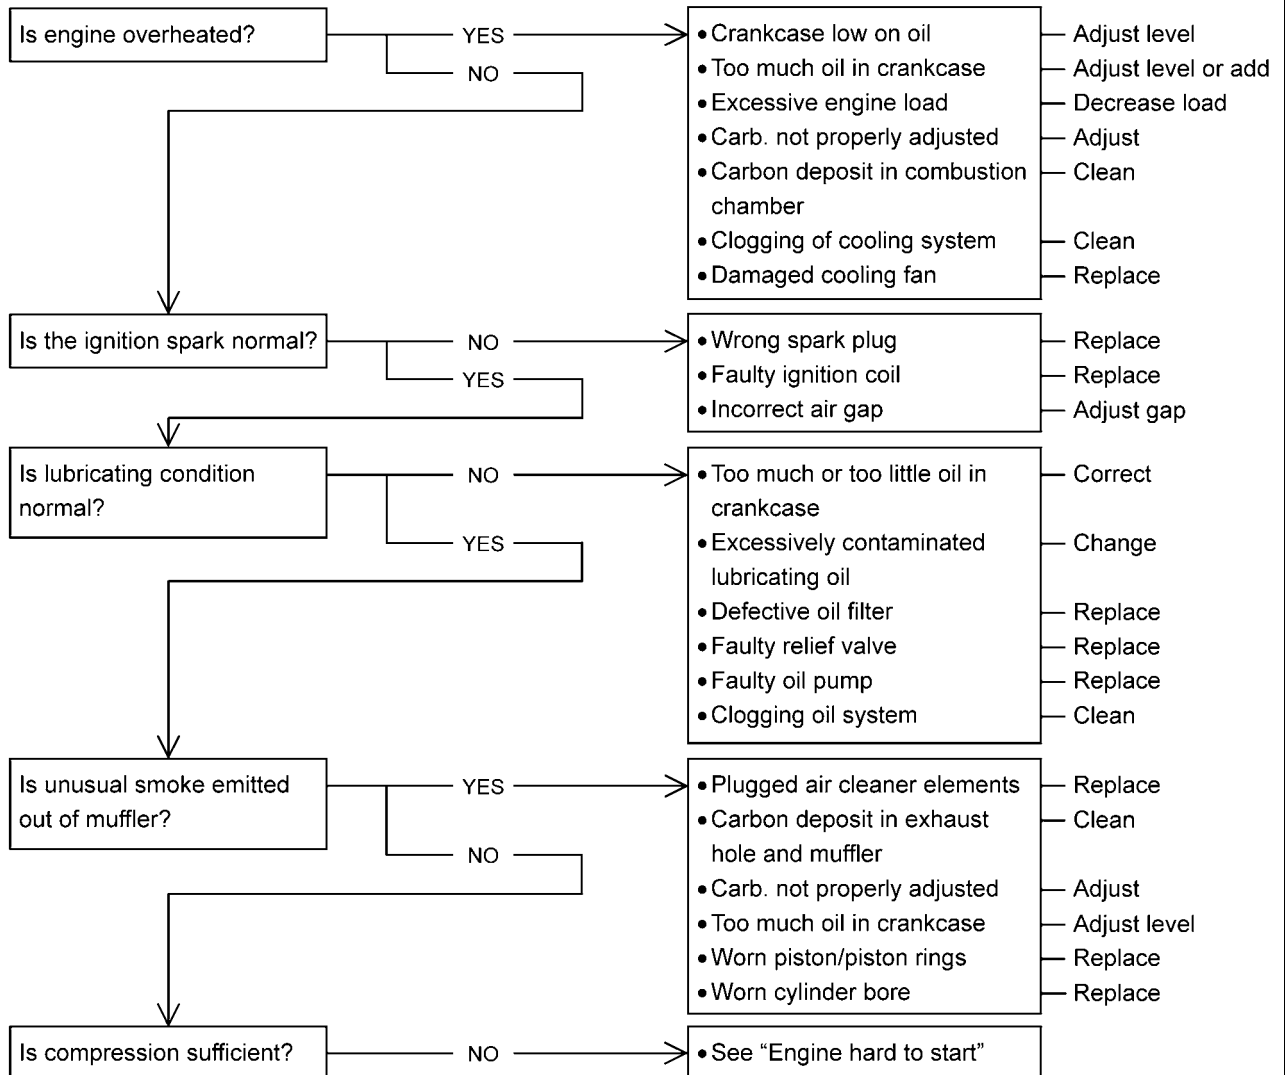 Is engine overheated?
YES
NO
• Crankcase low on oil
Adjust level
• Too much oil in crankcase
Adjust level or add
• Excessive engine load
Decrease load
• Carb. not properly adjusted
Adjust
• Carbon deposit in combustion
chamber
Clean
• Clogging of cooling system
Clean
• Damaged cooling fan
Replace
Is the ignition spark normal?
NO
YES
• Wrong spark plug
Replace
• Faulty ignition coil
Replace
• Incorrect air gap
Adjust gap
Is lubricating condition
normal?
NO
YES
• Too much or too little oil in
crankcase
Correct
• Excessively contaminated
lubricating oil
Change
• Defective oil filter
Replace
• Faulty relief valve
Replace
• Faulty oil pump
Replace
• Clogging oil system
Clean
Is unusual smoke emitted
out of muffler?
YES
NO
• Plugged air cleaner elements
Replace
• Carbon deposit in exhaust
hole and muffler
Clean
• Carb. not properly adjusted
Adjust
• Too much oil in crankcase
Adjust level
• Worn piston/piston rings
Replace
• Worn cylinder bore
Replace
Is compression sufficient?
NO
• See “Engine hard to start”